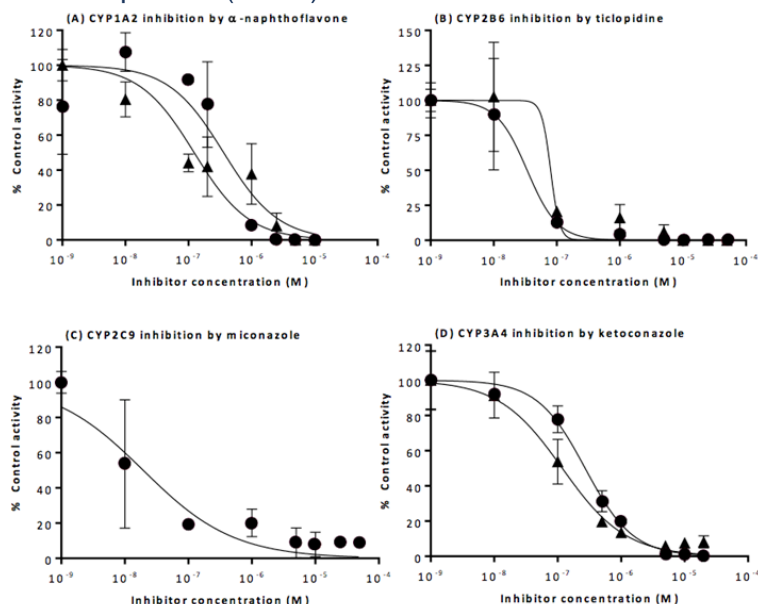 (A) CYP1A2 inhibition by α-naphthoflavone
120
100
80
60
40
20
0
% Control activity
10⁻⁹ 10⁻⁸ 10⁻⁷ 10⁻⁶ 10⁻⁵ 10⁻⁴
Inhibitor concentration (M)
(B) CYP2B6 inhibition by ticlopidine
150
125
100
75
50
25
0
% Control activity
10⁻⁹ 10⁻⁸ 10⁻⁷ 10⁻⁶ 10⁻⁵ 10⁻⁴
Inhibitor concentration (M)
(C) CYP2C9 inhibition by miconazole
120
100
80
60
40
20
0
% Control activity
10⁻⁹ 10⁻⁸ 10⁻⁷ 10⁻⁶ 10⁻⁵ 10⁻⁴
Inhibitor concentration (M)
(D) CYP3A4 inhibition by ketoconazole
120
100
80
60
40
20
0
% Control activity
10⁻⁹ 10⁻⁸ 10⁻⁷ 10⁻⁶ 10⁻⁵ 10⁻⁴
Inhibitor concentration (M)